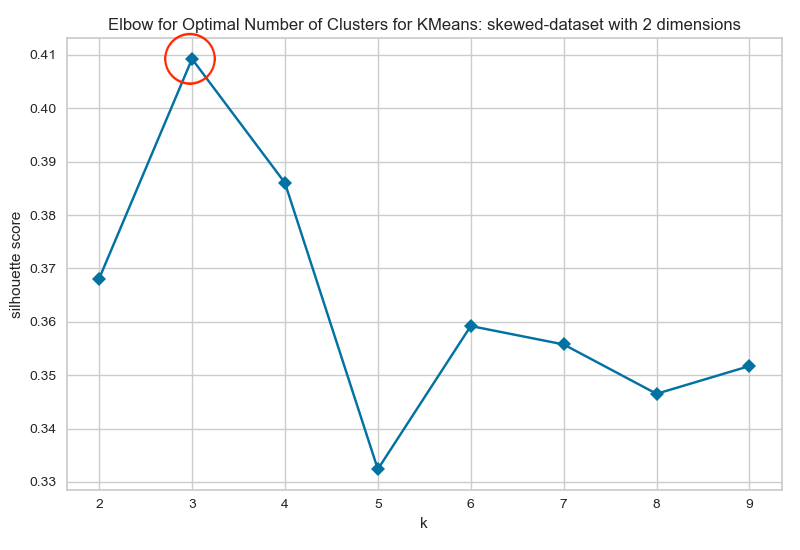 Elbow for Optimal Number of Clusters for KMeans: skewed-dataset with 2 dimensions
0.41
0.40
0.39
0.38
0.37
0.36
0.35
0.34
0.33
silhouette score
2 3 4 5 6 7 8 9
k